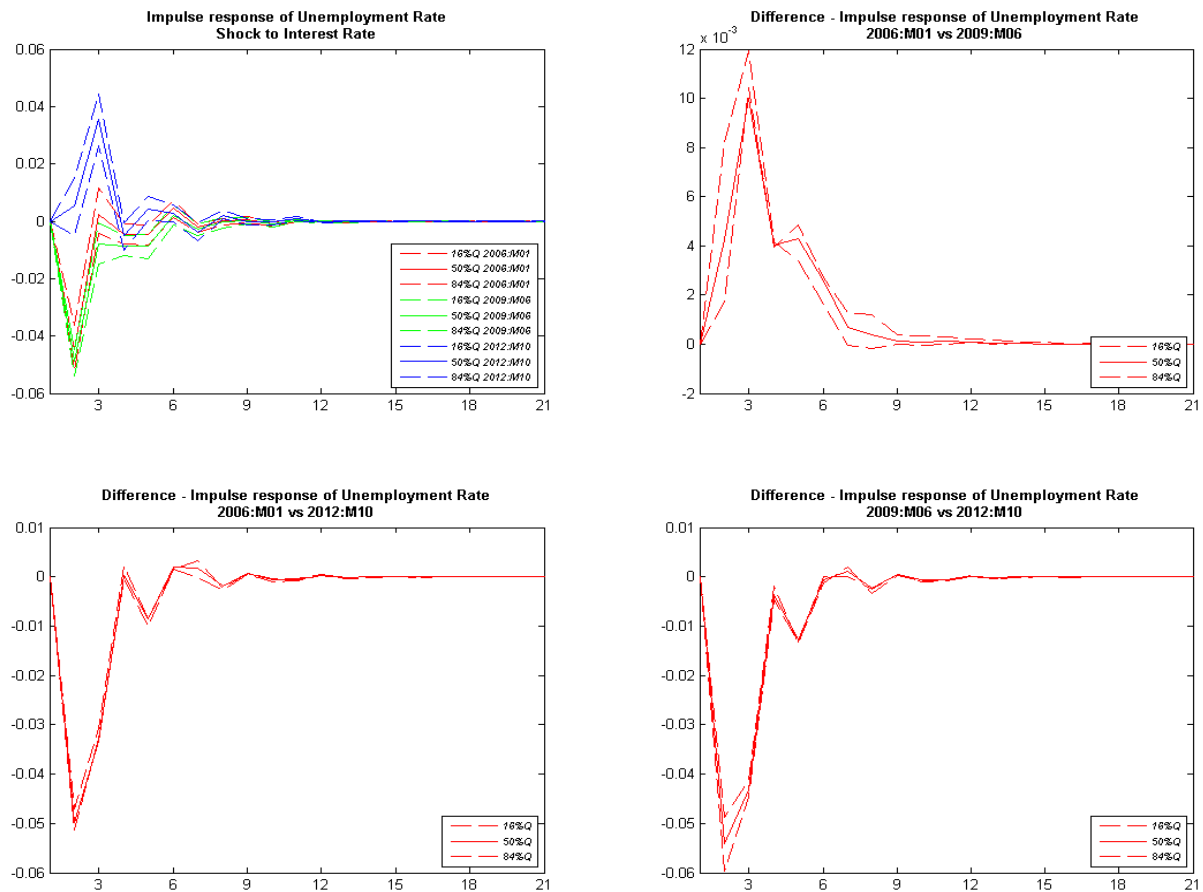 Impulse response of Unemployment Rate
Shock to Interest Rate
0.06
0.04
0.02
0
-0.02
-0.04
-0.06
3
6
9
12
15
18
21
16%Q 2006:M01
50%Q 2006:M01
84%Q 2006:M01
16%Q 2009:M06
50%Q 2009:M06
84%Q 2009:M06
16%Q 2012:M10
50%Q 2012:M10
84%Q 2012:M10
Difference - Impulse response of Unemployment Rate
2006:M01 vs 2009:M06
x 10^-3
12
10
8
6
4
2
0
-2
3
6
9
12
15
18
21
16%Q
50%Q
84%Q
Difference - Impulse response of Unemployment Rate
2006:M01 vs 2012:M10
0.01
0
-0.01
-0.02
-0.03
-0.04
-0.05
-0.06
3
6
9
12
15
18
21
16%Q
50%Q
84%Q
Difference - Impulse response of Unemployment Rate
2009:M06 vs 2012:M10
0.01
0
-0.01
-0.02
-0.03
-0.04
-0.05
-0.06
3
6
9
12
15
18
21
16%Q
50%Q
84%Q